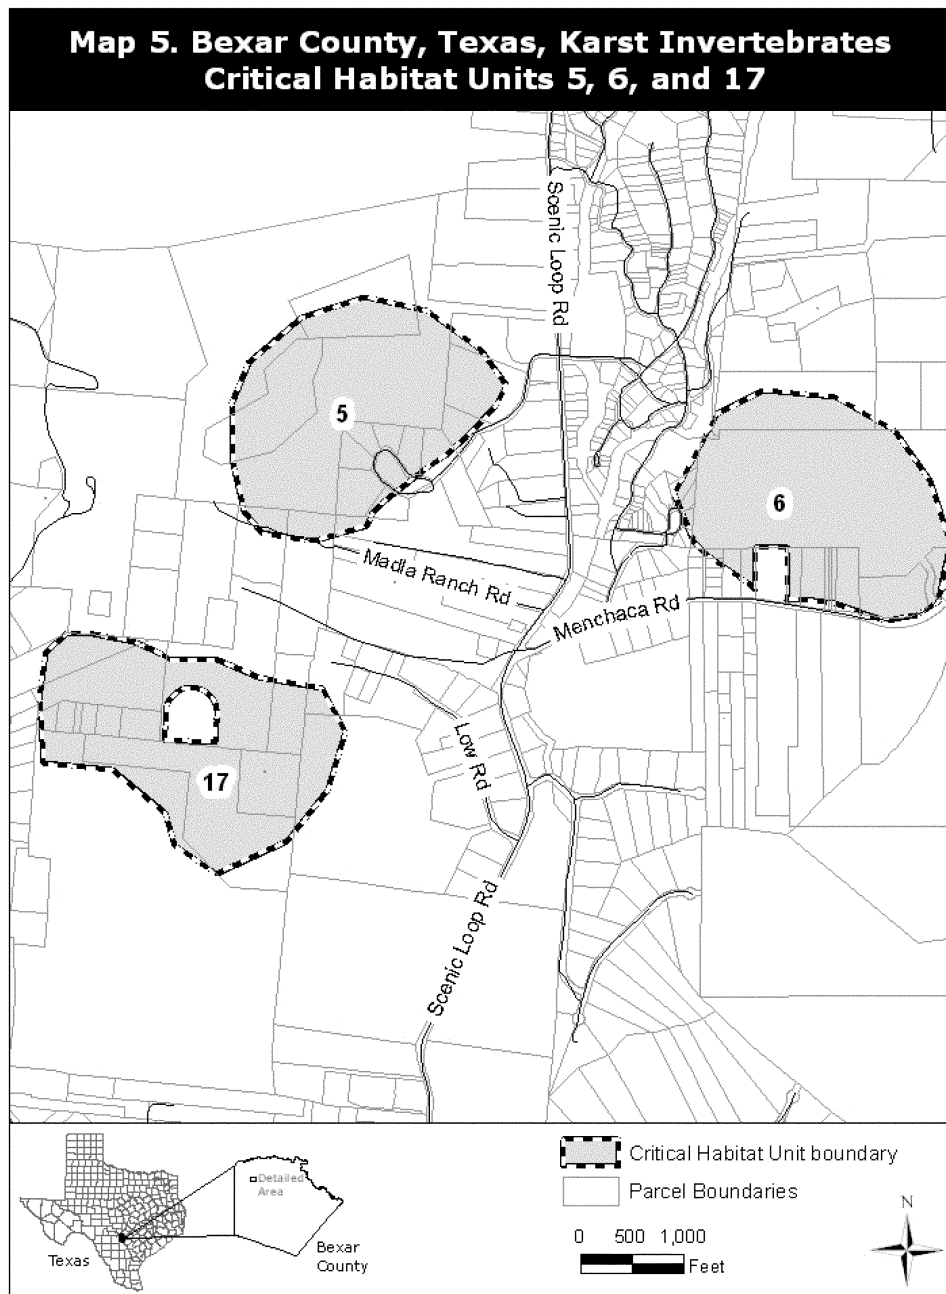 Map 5. Bexar County, Texas, Karst Invertebrates
Critical Habitat Units 5, 6, and 17
Scenic Loop Rd
5
6
Madla Ranch Rd
Menchaca Rd
Low Rd
17
Scenic Loop Rd
Detailed
Area
Texas
Bexar
County
Critical Habitat Unit boundary
Parcel Boundaries
0 500 1,000
Feet
N